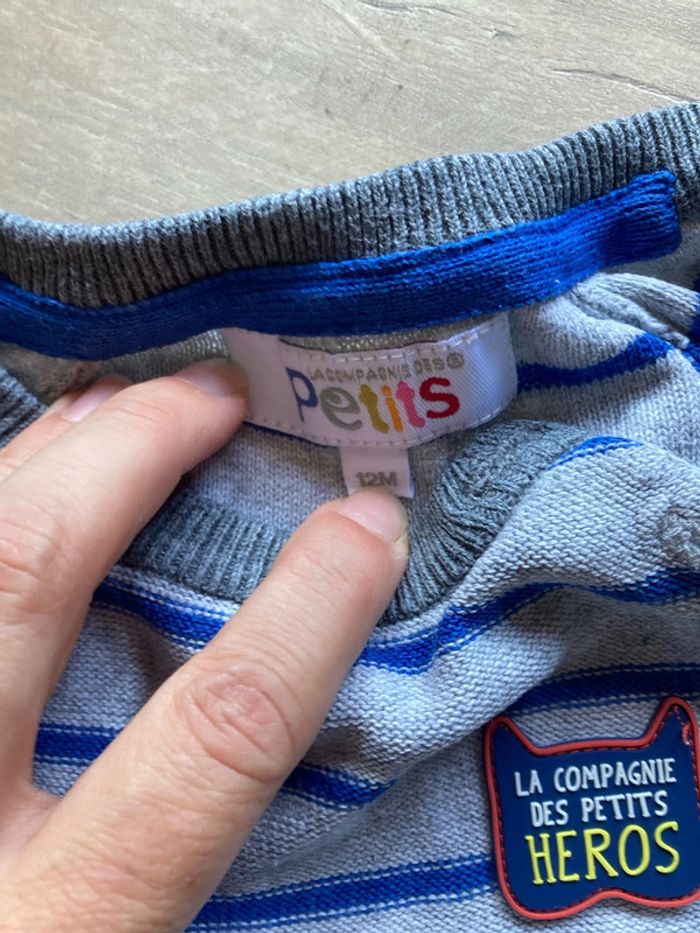 LA COMPAGNIE DES®
Petits
12M
LA COMPAGNIE
DES PETITS
HEROS